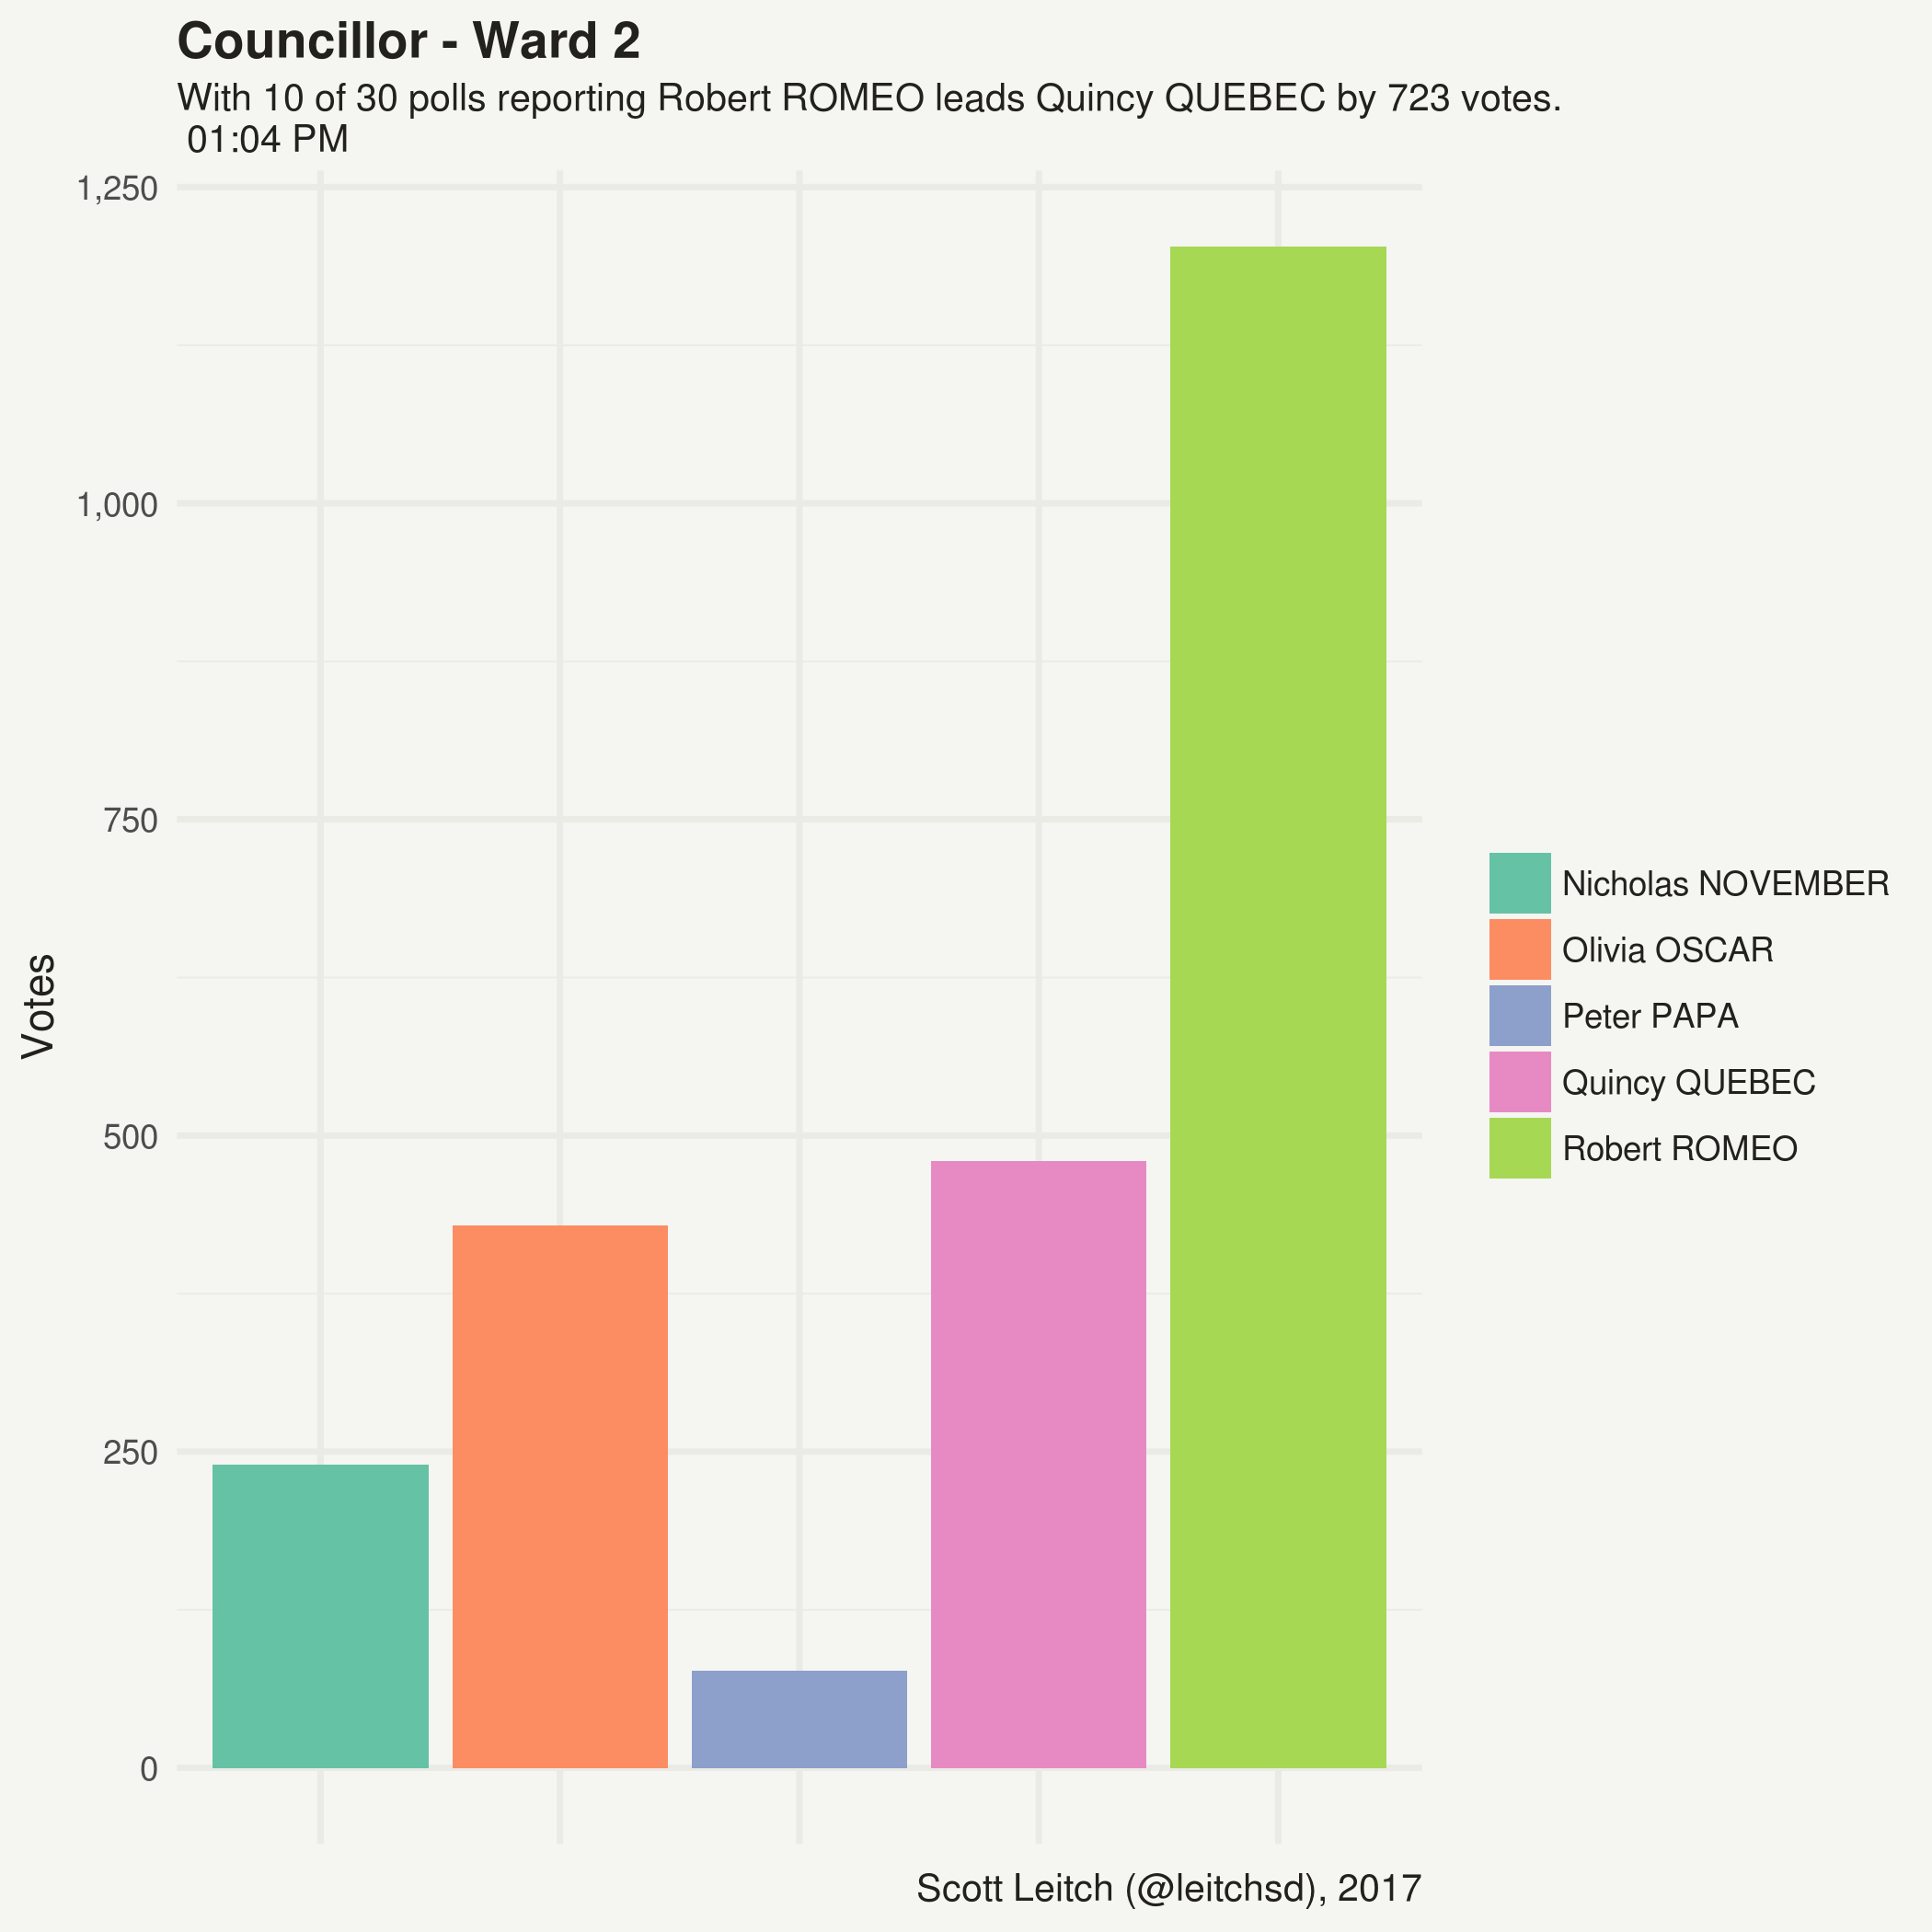 Councillor - Ward 2
With 10 of 30 polls reporting Robert ROMEO leads Quincy QUEBEC by 723 votes.
01:04 PM
1,250
1,000
750
500
250
0
Votes
Nicholas NOVEMBER
Olivia OSCAR
Peter PAPA
Quincy QUEBEC
Robert ROMEO
Scott Leitch (@leitchsd), 2017